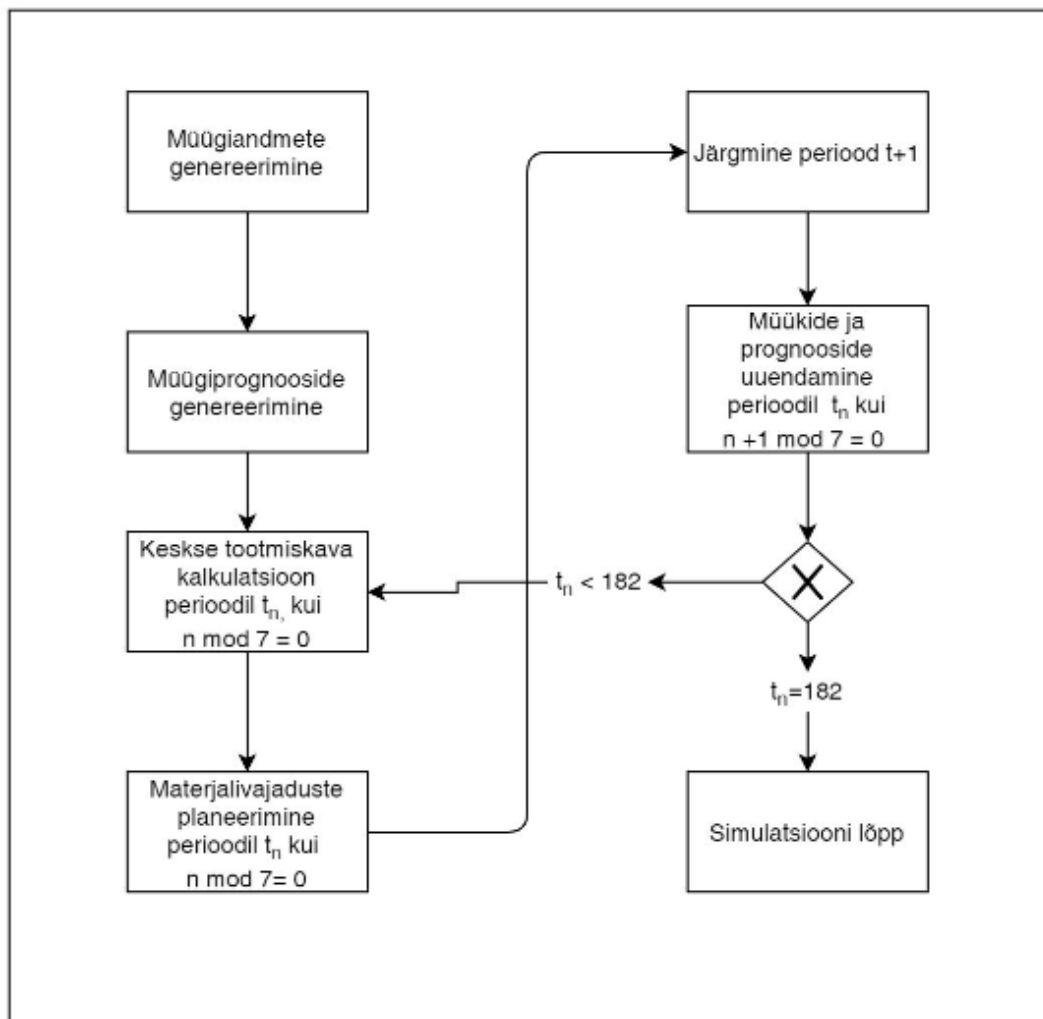 Müügiandmete
genereerimine
Müügiprognooside
genereerimine
Keskse tootmiskava
kalkulatsioon
perioodil tn, kui
n mod 7 = 0
Materjalivajaduste
planeerimine
perioodil tn kui
n mod 7= 0
Järgmine periood t+1
Müükide ja
prognooside
uuendamine
perioodil tn kui
n +1 mod 7 = 0
tn < 182
tn=182
Simulatsiooni lõpp